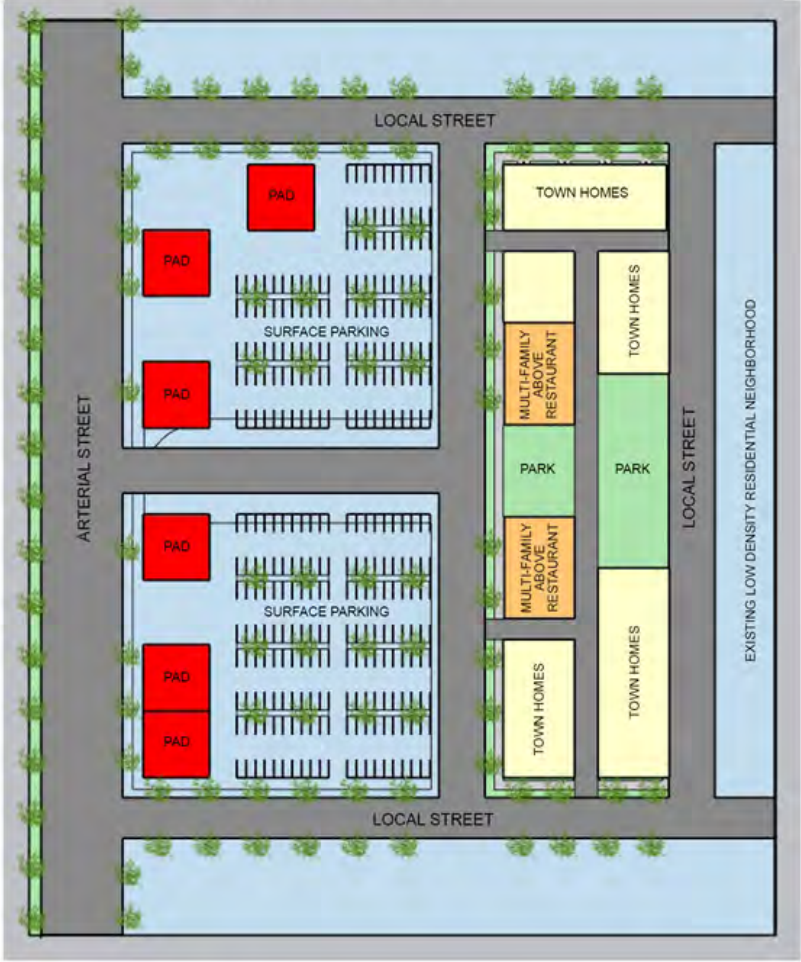 LOCAL STREET
PAD
TOWN HOMES
PAD
TOWN HOMES
SURFACE PARKING
MULTI-FAMILY
ABOVE
RESTAURANT
PAD
ARTERIAL STREET
PARK
PARK
LOCAL STREET
EXISTING LOW DENSITY RESIDENTIAL NEIGHBORHOOD
PAD
MULTI-FAMILY
ABOVE
RESTAURANT
SURFACE PARKING
PAD
TOWN HOMES
TOWN HOMES
PAD
LOCAL STREET